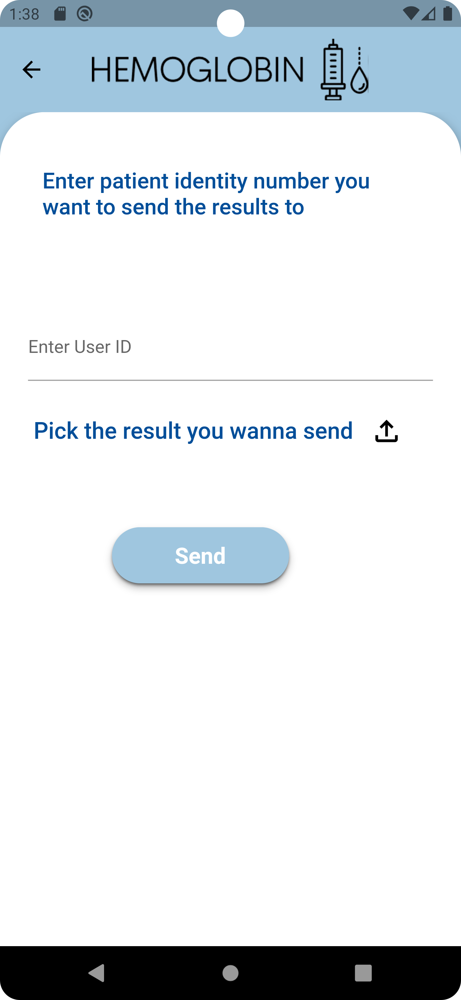 1:38
HEMOGLOBIN
Enter patient identity number you
want to send the results to
Enter User ID
Pick the result you wanna send
Send